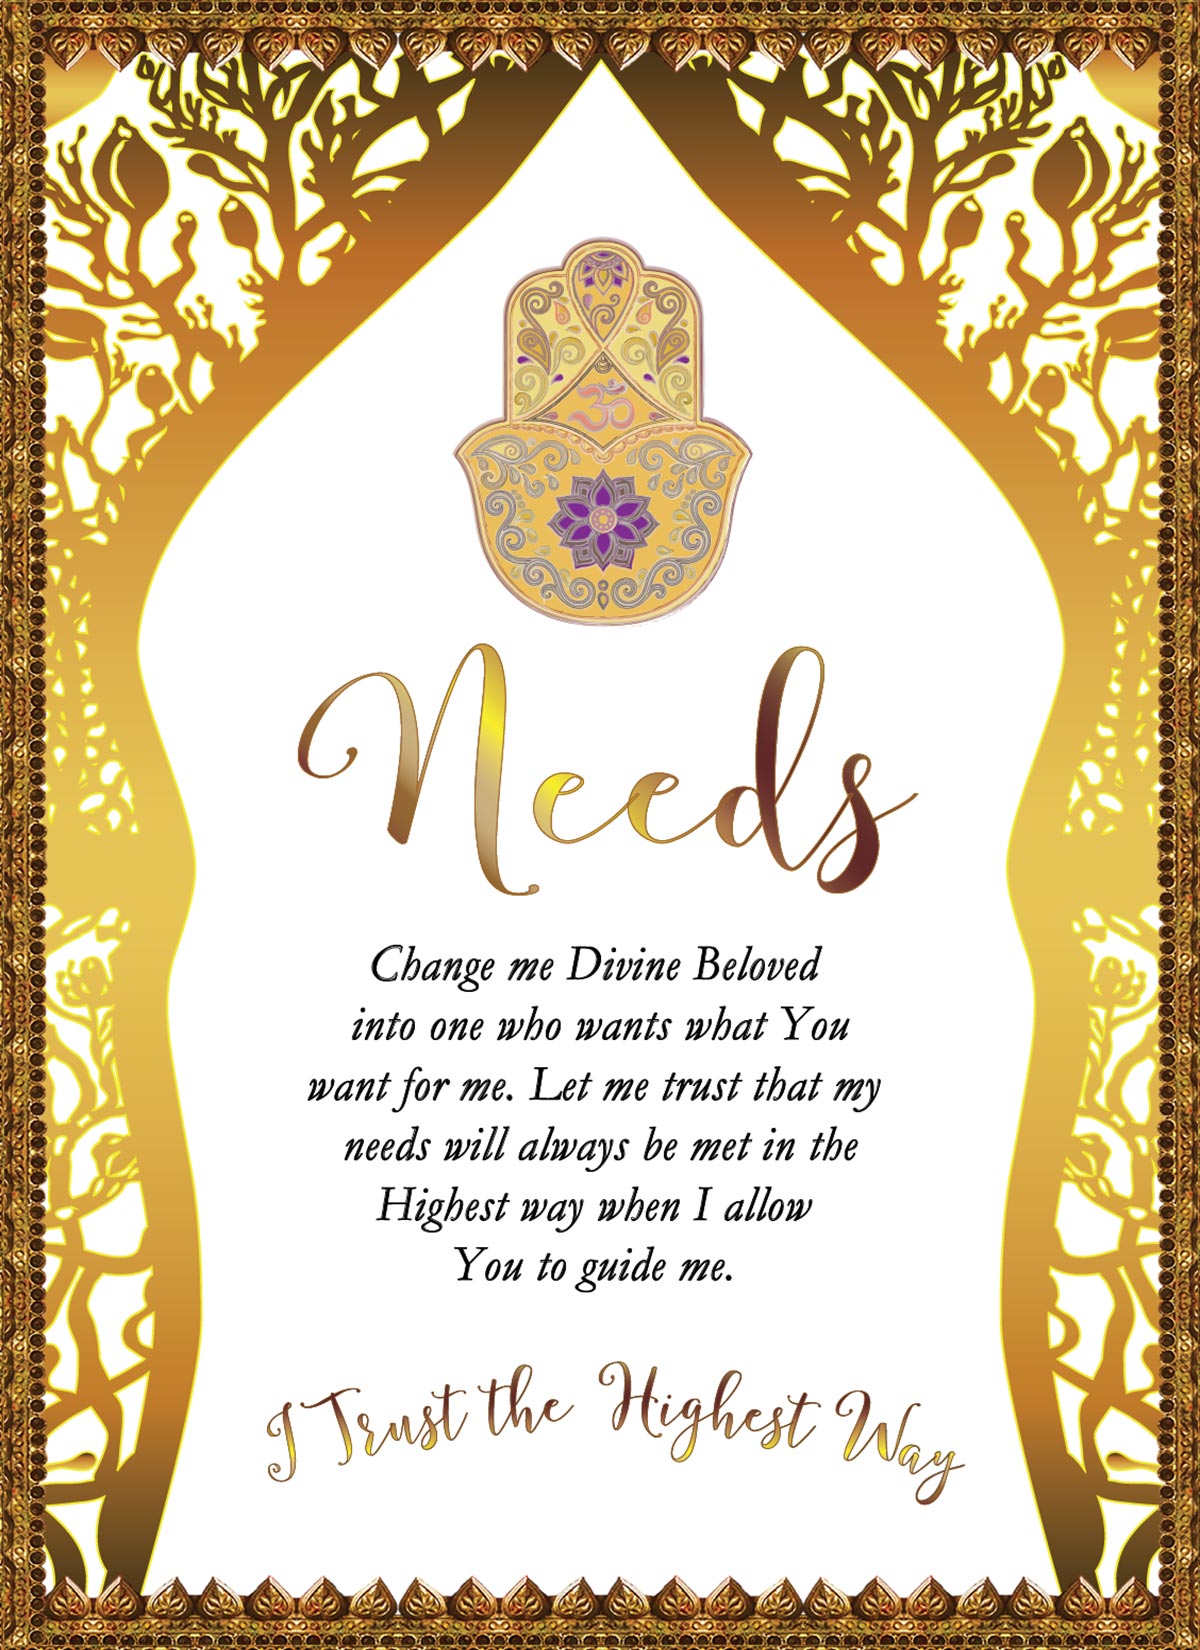 ॐ
Needs
Change me Divine Beloved
into one who wants what You
want for me. Let me trust that my
needs will always be met in the
Highest way when I allow
You to guide me.
I Trust the Highest Way